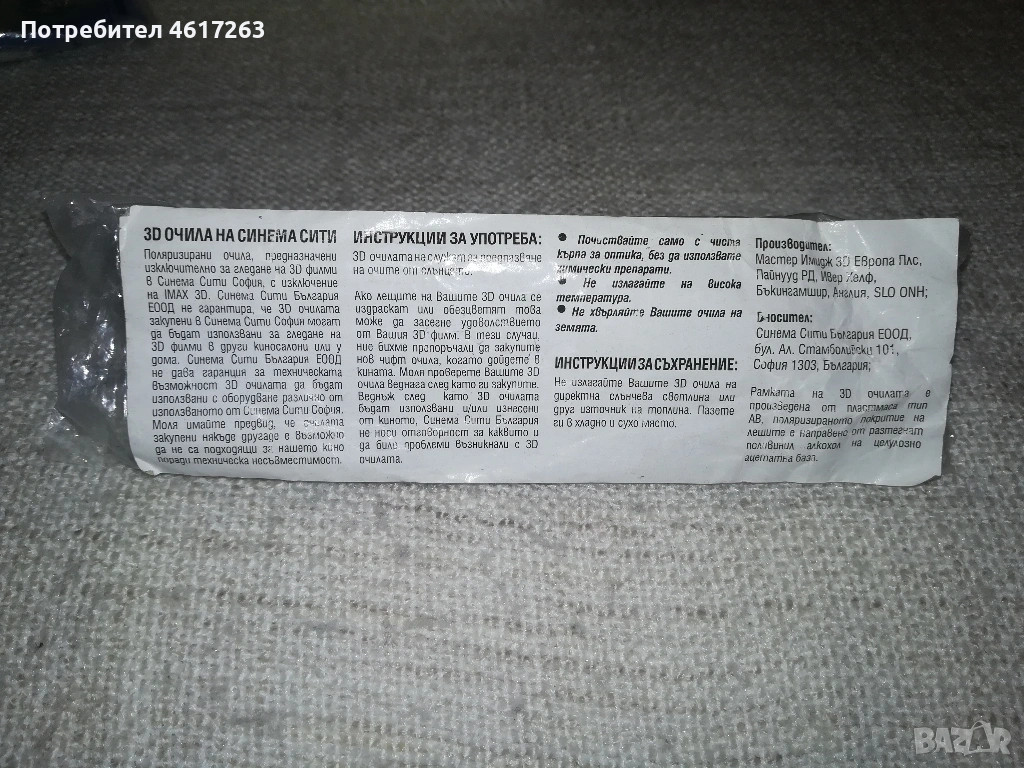 Потребител 4617263
3D ОЧИЛА НА СИНЕМА СИТИ
Поляризирани очила, предназначени
изключително за гледане на 3D филми
в Синема Сити София, с изключение
на IMAX 3D. Синема Сити България
ЕООД не гарантира, че 3D очилата
закупени в Синема Сити София могат
да бъдат използвани за гледане на
3D филми в други киносалони или у
дома. Синема Сити България ЕООД
не дава гаранция за техническата
възможност 3D очилата да бъдат
използвани с оборудване различно от
използваното от Синема Сити София.
Моля имайте предвид, че очилата
закупени някъде другаде е възможно
да не са подходящи за нашето кино
поради техническа несъвместимост.
ИНСТРУКЦИИ ЗА УПОТРЕБА:
3D очилата не служат за предпазване
на очите от слънцето.
Ако лещите на Вашите 3D очила се
издраскат или обезцветят това
може да засегне удоволствието
от Вашия 3D филм. В тези случаи,
ние бихме препоръчали да закупите
нов чифт очила, когато дойдете в
кината. Моля проверете Вашите 3D
очила веднага след като ги закупите.
Веднъж след като 3D очилата
бъдат използвани и/или изнесени
от киното, Синема Сити България
не носи отговорност за каквито и
да били проблеми възникнали с 3D
очилата.
● Почиствайте само с чиста
кърпа за оптика, без да използвате
химически препарати.
● Не излагайте на висока
температура.
● Не хвърляйте Вашите очила на
земята.
ИНСТРУКЦИИ ЗА СЪХРАНЕНИЕ:
Не излагайте Вашите 3D очила на
директна слънчева светлина или
друг източник на топлина. Пазете
ги в хладно и сухо място.
Производител:
Мастер Имидж 3D Европа Плс,
Пайнууд РД, Ивер Хелф,
Бъкингамшир, Англия, SLO ONH;
Вносител:
Синема Сити България ЕООД,
бул. Ал. Стамболийски 101,
София 1303, България;
Рамката на 3D очилата е
произведена от пластмаса тип
АВ, поляризираното покритие на
лещите е направено от разтегнат
поливинил алкохол на целулозно
ацетатна база.
BAZAR